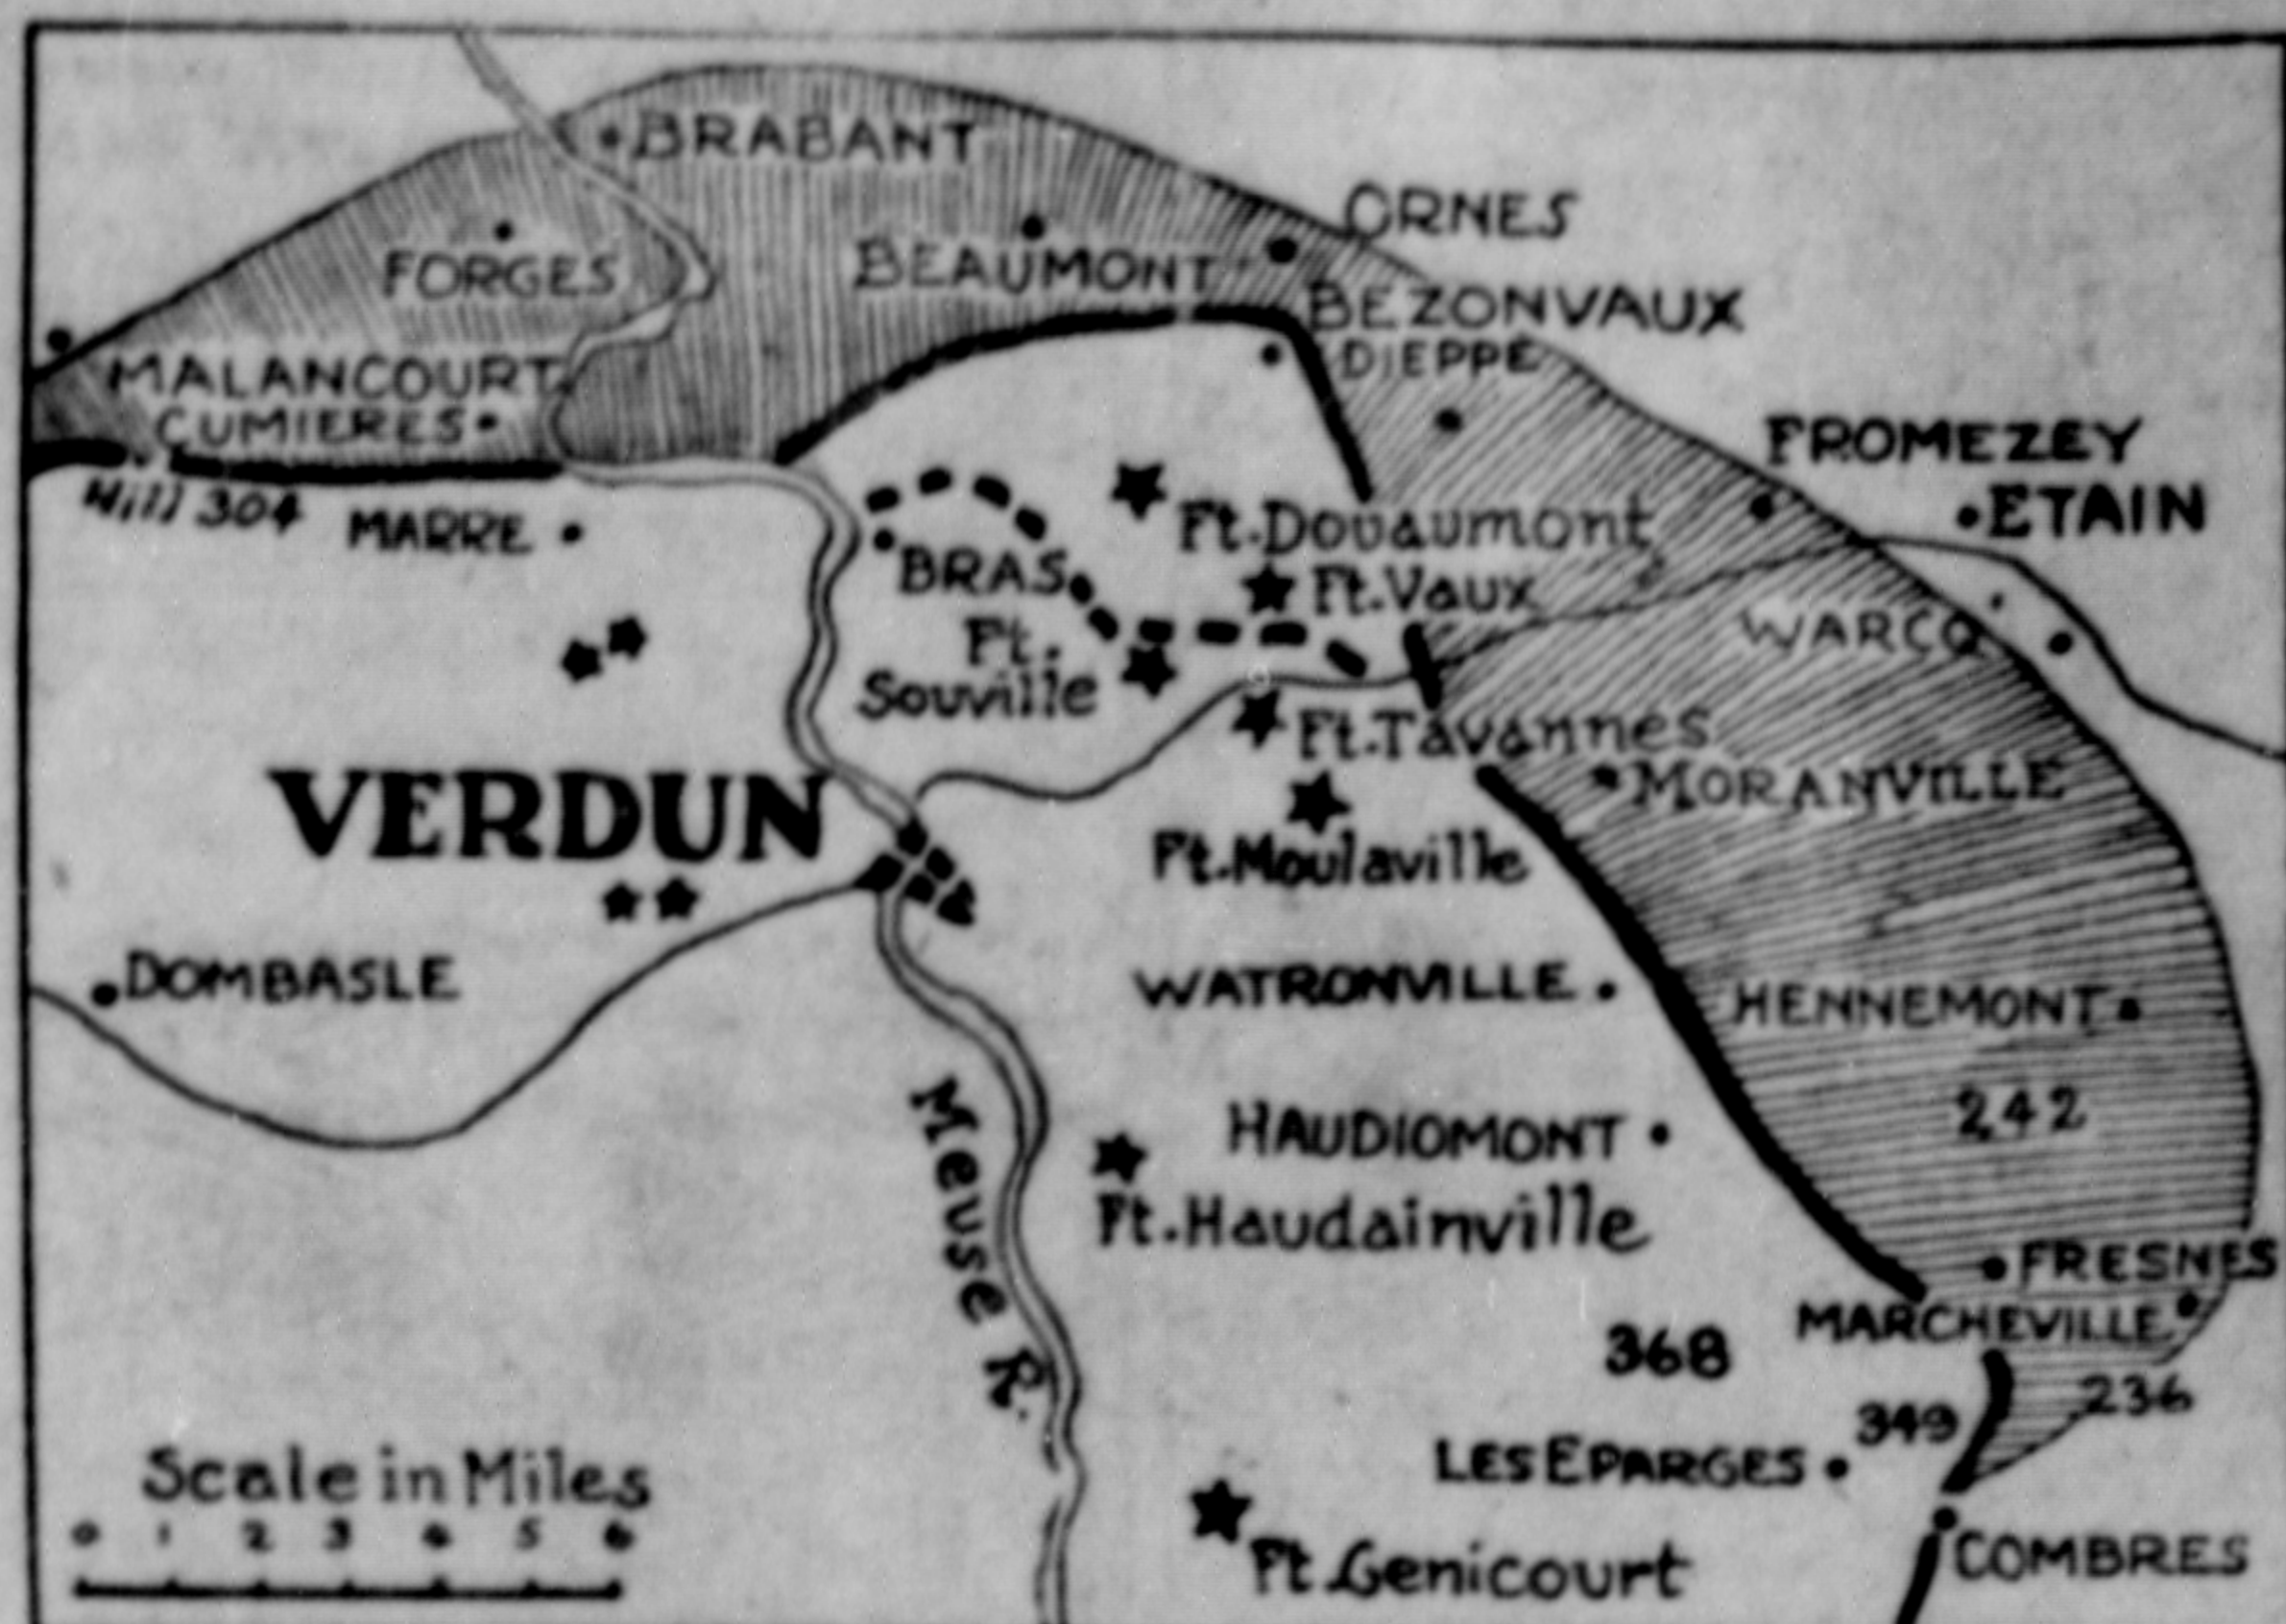 BRABANT
ORNES
FORGES
BEAUMONT
BEZONVAUX
DIEPPE
MALANCOURT
CUMIERES
FROMEZEY
ETAIN
Hill 304
MARRE
Ft. Douaumont
BRAS
Ft. Vaux
WARCQ
Ft.
Souville
Ft. Tavannes
MORANVILLE
VERDUN
Ft. Moulaville
DOMBASLE
WATRONVILLE
HENNEMONT
242
HAUDIOMONT
Meuse R.
Ft. Haudainville
FRESNES
MARCHEVILLE
368
236
349
LES EPARGES
Scale in Miles
0 1 2 3 4 5 6
COMBRES
Ft. Genicourt